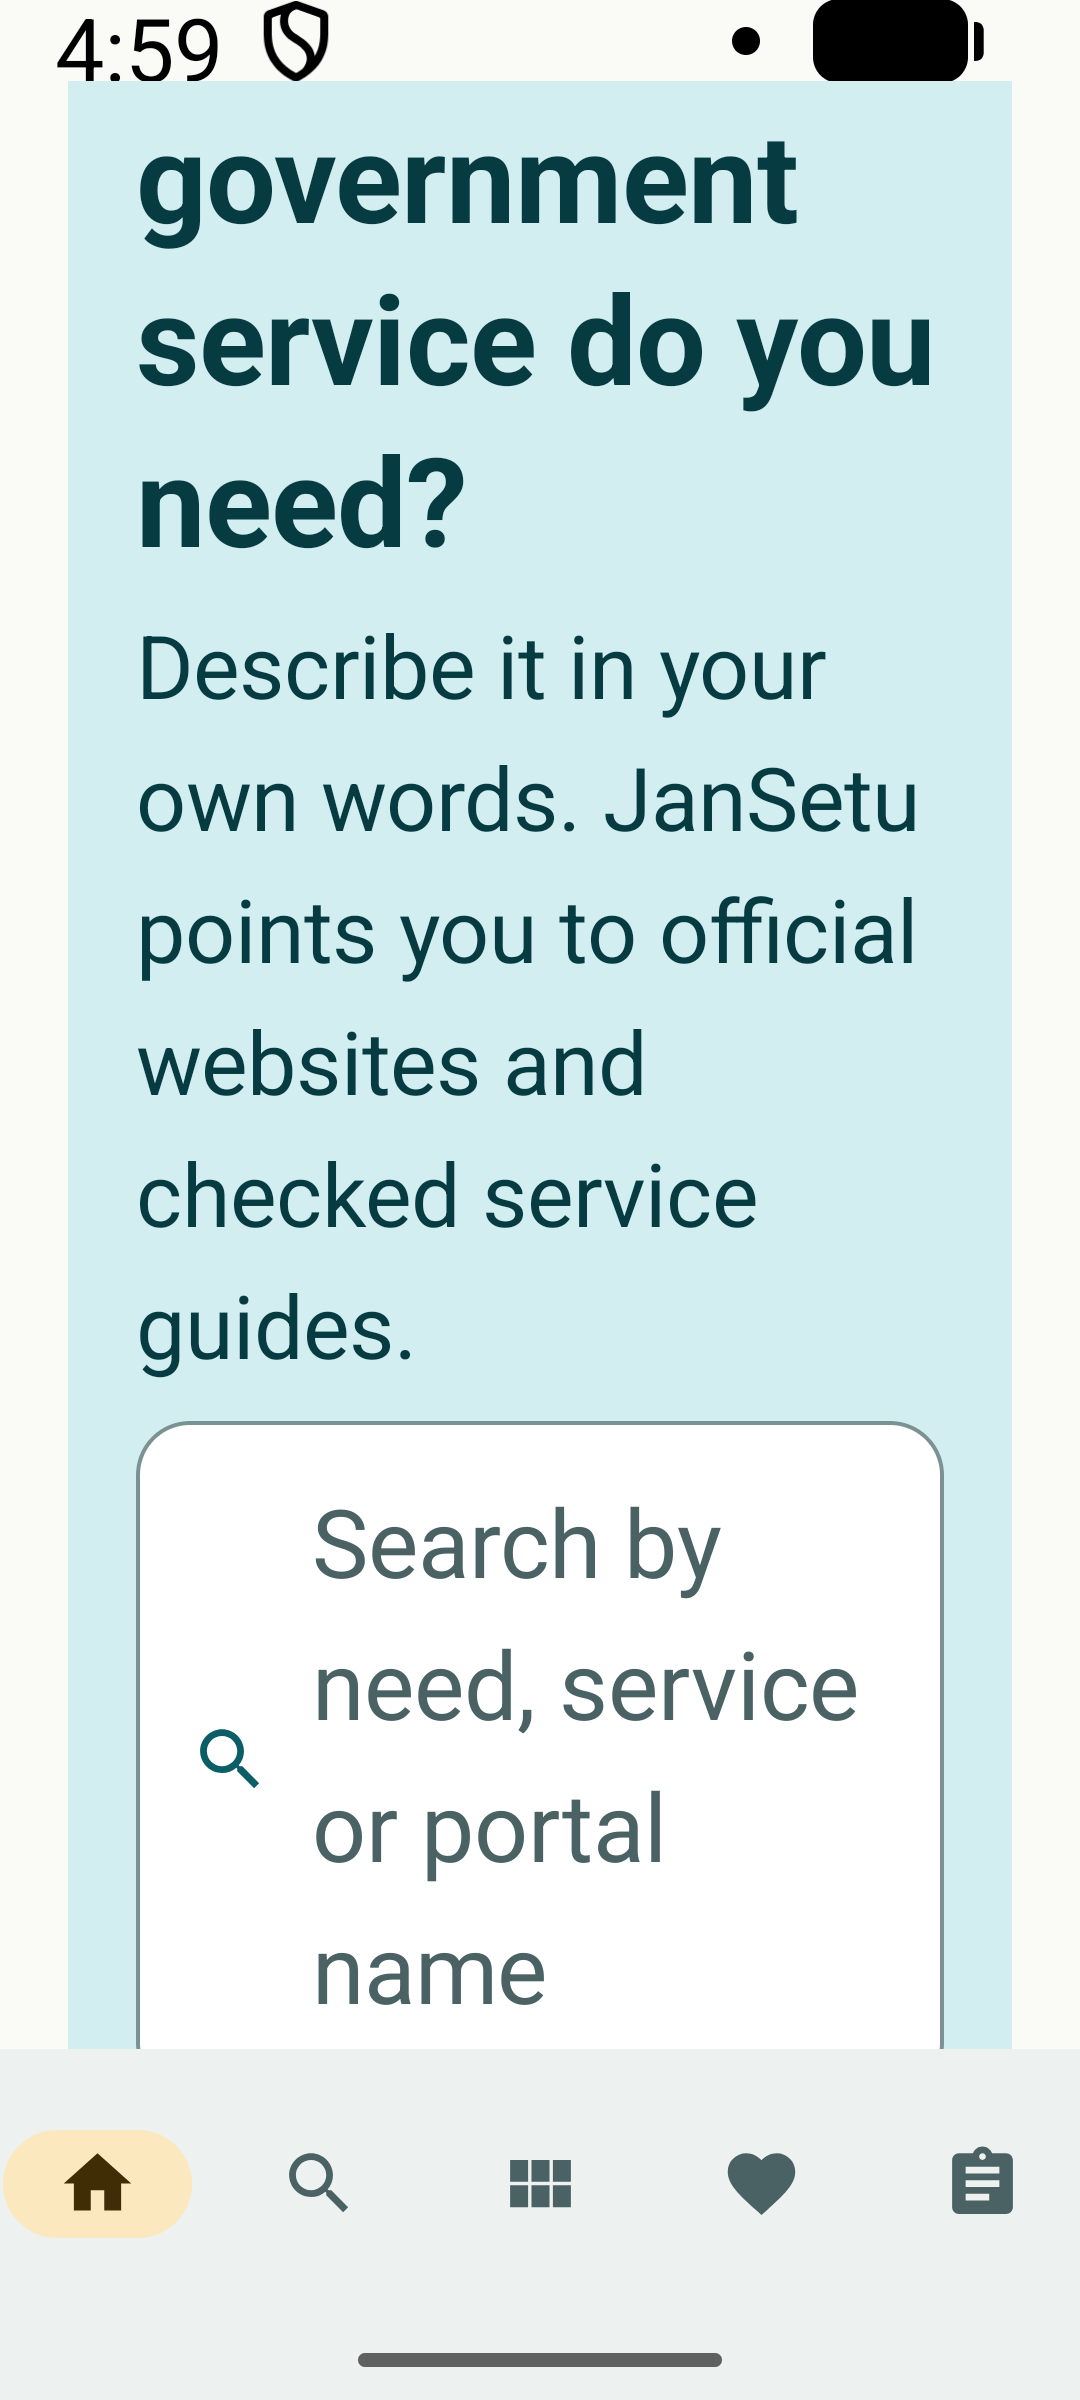 4:59
government
service do you
need?
Describe it in your
own words. JanSetu
points you to official
websites and
checked service
guides.
Search by
need, service
or portal
name